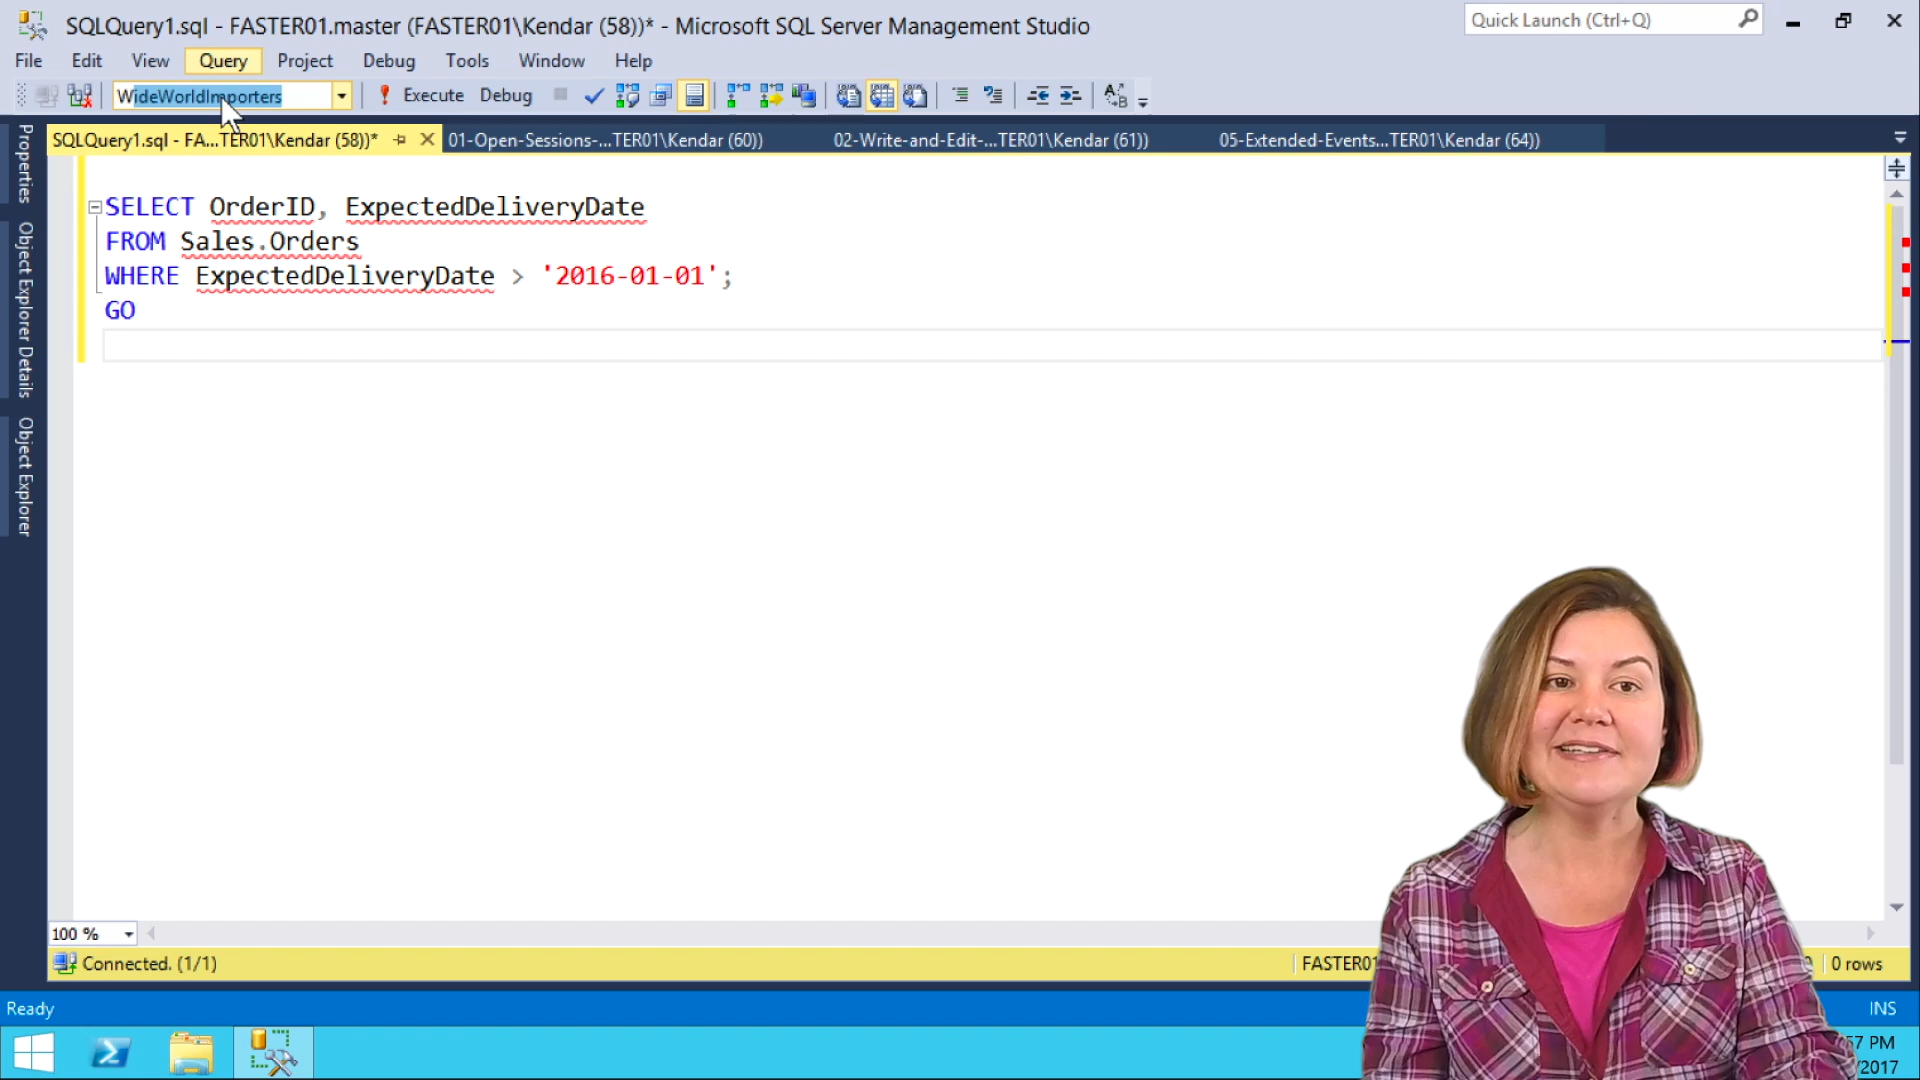 SQLQuery1.sql - FASTER01.master (FASTER01\Kendar (58))* - Microsoft SQL Server Management Studio
Quick Launch (Ctrl+Q)
File Edit View Query Project Debug Tools Window Help
WideWorldImporters Execute Debug
SQLQuery1.sql - FA...TER01\Kendar (58))* 01-Open-Sessions-...TER01\Kendar (60)) 02-Write-and-Edit-...TER01\Kendar (61)) 05-Extended-Events...TER01\Kendar (64))
Properties
Object Explorer Details
Object Explorer
SELECT OrderID, ExpectedDeliveryDate
FROM Sales.Orders
WHERE ExpectedDeliveryDate > '2016-01-01';
GO
100 %
Connected. (1/1) FASTER01 0 rows
Ready INS
57 PM
/2017